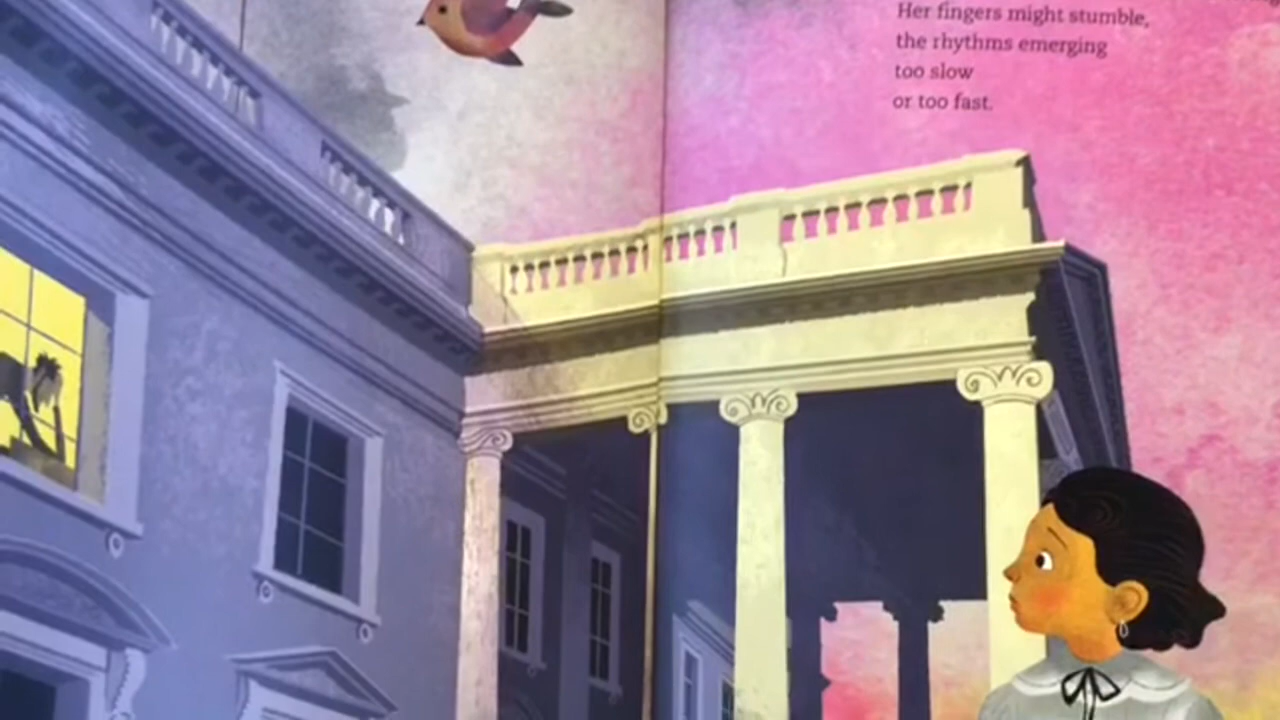 Her fingers might stumble,
the rhythms emerging
too slow
or too fast.